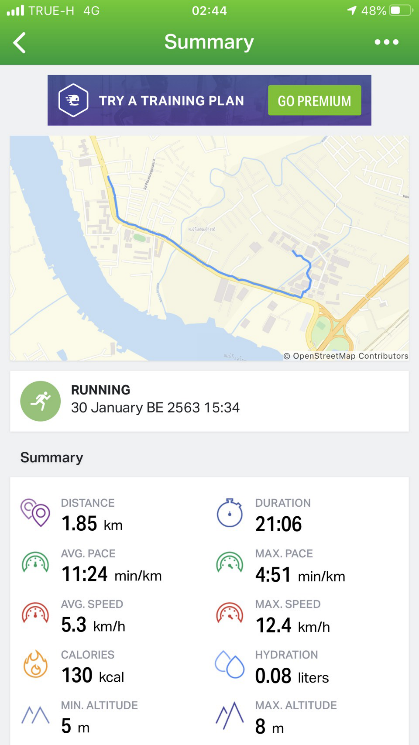 TRUE-H 4G 02:44 48%
Summary
TRY A TRAINING PLAN GO PREMIUM
© OpenStreetMap Contributors
RUNNING
30 January BE 2563 15:34
Summary
DISTANCE
1.85 km
DURATION
21:06
AVG. PACE
11:24 min/km
MAX. PACE
4:51 min/km
AVG. SPEED
5.3 km/h
MAX. SPEED
12.4 km/h
CALORIES
130 kcal
HYDRATION
0.08 liters
MIN. ALTITUDE
5 m
MAX. ALTITUDE
8 m